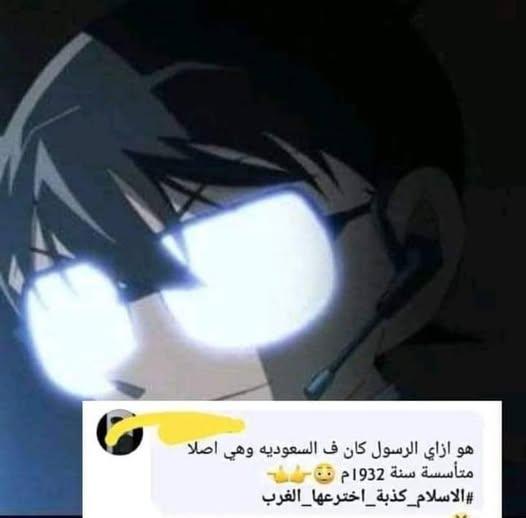 هو ازاي الرسول كان ف السعوديه وهي اصلا
متأسسة سنة 1932م 😳👈👈
#الاسلام_كذبة_اخترعها_الغرب